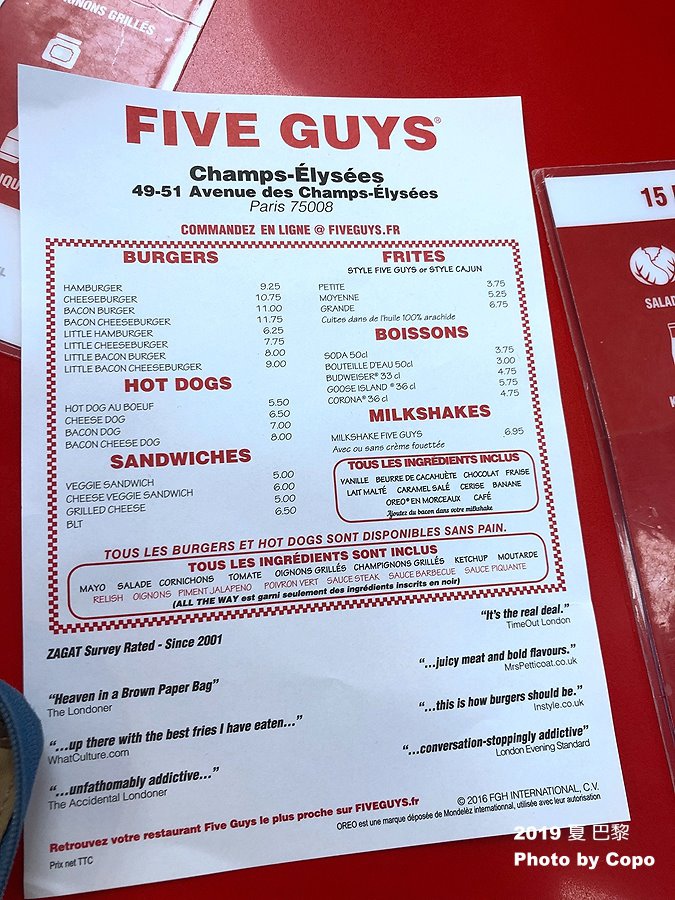 GNONS GRILLÉS
FIVE GUYS®
Champs-Élysées
49-51 Avenue des Champs-Élysées
Paris 75008
COMMANDEZ EN LIGNE @ FIVEGUYS.FR
BURGERS
HAMBURGER 9.25
CHEESEBURGER 10.75
BACON BURGER 11.00
BACON CHEESEBURGER 11.75
LITTLE HAMBURGER 6.25
LITTLE CHEESEBURGER 7.75
LITTLE BACON BURGER 8.00
LITTLE BACON CHEESEBURGER 9.00
HOT DOGS
HOT DOG AU BOEUF 5.50
CHEESE DOG 6.50
BACON DOG 7.00
BACON CHEESE DOG 8.00
SANDWICHES
VEGGIE SANDWICH 5.00
CHEESE VEGGIE SANDWICH 6.00
GRILLED CHEESE 5.00
BLT 6.50
FRITES
STYLE FIVE GUYS or STYLE CAJUN
PETITE 3.75
MOYENNE 5.25
GRANDE 6.75
Cuites dans de l'huile 100% arachide
BOISSONS
SODA 50cl 3.75
BOUTEILLE D'EAU 50cl 3.00
BUDWEISER® 33 cl 4.75
GOOSE ISLAND ® 36cl 5.75
CORONA® 36 cl 4.75
MILKSHAKES
MILKSHAKE FIVE GUYS 6.95
Avec ou sans crème fouettée
TOUS LES INGRÉDIENTS INCLUS
VANILLE BEURRE DE CACAHUÈTE CHOCOLAT FRAISE
LAIT MALTÉ CARAMEL SALÉ CERISE BANANE
OREO® EN MORCEAUX CAFÉ
Ajoutez du bacon dans votre milkshake
TOUS LES BURGERS ET HOT DOGS SONT DISPONIBLES SANS PAIN.
TOUS LES INGRÉDIENTS SONT INCLUS
MAYO SALADE CORNICHONS TOMATE OIGNONS GRILLÉS CHAMPIGNONS GRILLÉS KETCHUP MOUTARDE
RELISH OIGNONS PIMENT JALAPENO POIVRON VERT SAUCE STEAK SAUCE BARBECUE SAUCE PIQUANTE
(ALL THE WAY est garni seulement des ingrédients inscrits en noir)
ZAGAT Survey Rated - Since 2001
“Heaven in a Brown Paper Bag”
The Londoner
“...up there with the best fries I have eaten...”
WhatCulture.com
“...unfathomably addictive...”
The Accidental Londoner
“It's the real deal.”
TimeOut London
“...juicy meat and bold flavours.”
MrsPetticoat.co.uk
“...this is how burgers should be.”
Instyle.co.uk
“...conversation-stoppingly addictive”
London Evening Standard
Retrouvez votre restaurant Five Guys le plus proche sur FIVEGUYS.fr
Prix net TTC
© 2016 FGH INTERNATIONAL, C.V.
OREO est une marque déposée de Mondelèz internationnal, utilisée avec leur autorisation
15
SALAD
2019 夏 巴黎
Photo by Copo